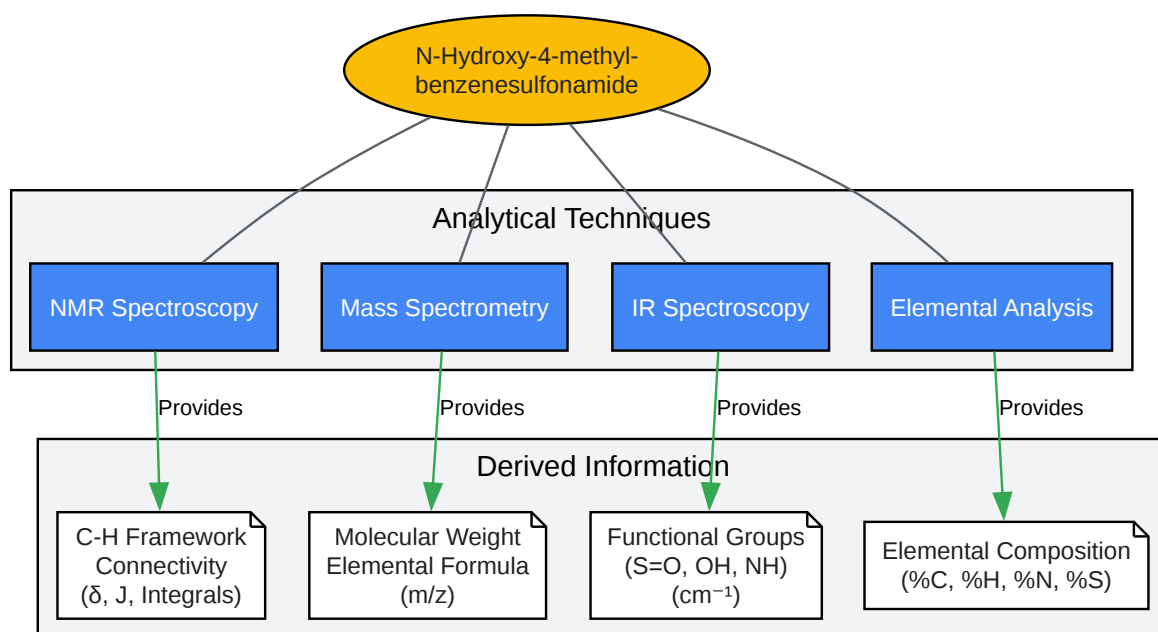 N-Hydroxy-4-methyl-
benzenesulfonamide
Analytical Techniques
NMR Spectroscopy
Mass Spectrometry
IR Spectroscopy
Elemental Analysis
Provides
Provides
Provides
Provides
Derived Information
C-H Framework
Connectivity
(δ, J, Integrals)
Molecular Weight
Elemental Formula
(m/z)
Functional Groups
(S=O, OH, NH)
(cm⁻¹)
Elemental Composition
(%C, %H, %N, %S)